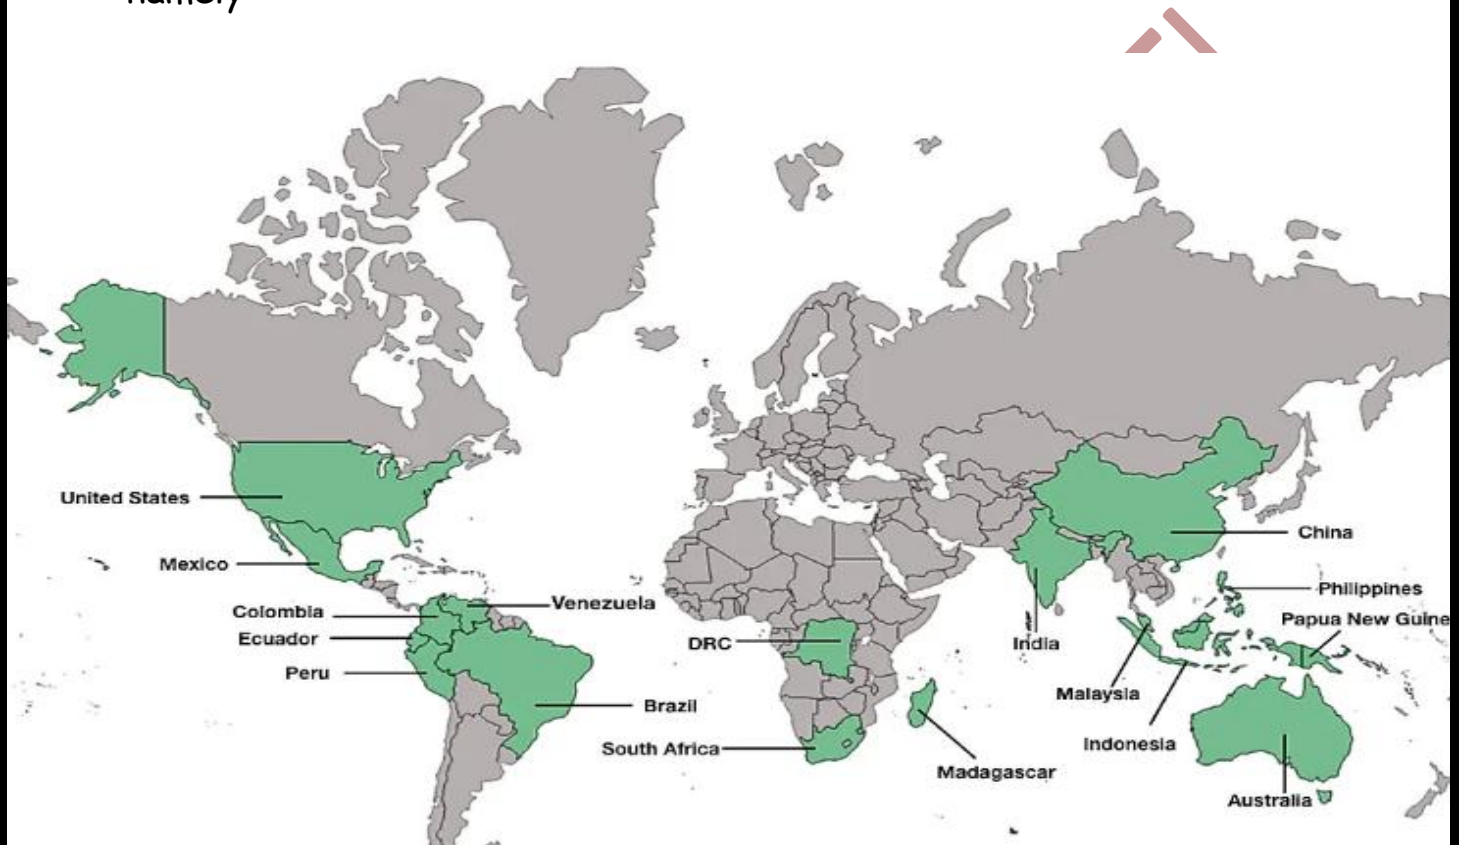 namely
United States
Mexico
Colombia
Ecuador
Peru
Venezuela
Brazil
DRC
South Africa
Madagascar
India
China
Philippines
Papua New Guine
Malaysia
Indonesia
Australia